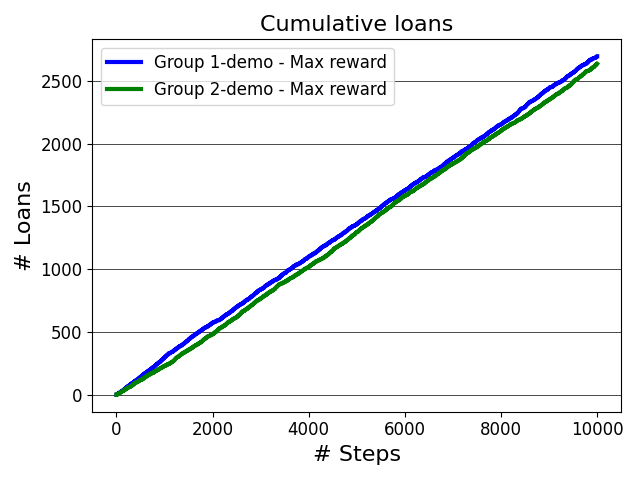 Cumulative loans
Group 1-demo - Max reward
Group 2-demo - Max reward
# Loans
2500
2000
1500
1000
500
0
0 2000 4000 6000 8000 10000
# Steps